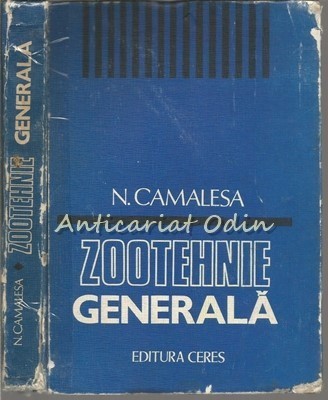 GENERALĂ
ZOOTEHNIE
N. CAMALESA
N. CAMALESA
Anticariat Odin
ZOOTEHNIE
GENERALĂ
EDITURA CERES